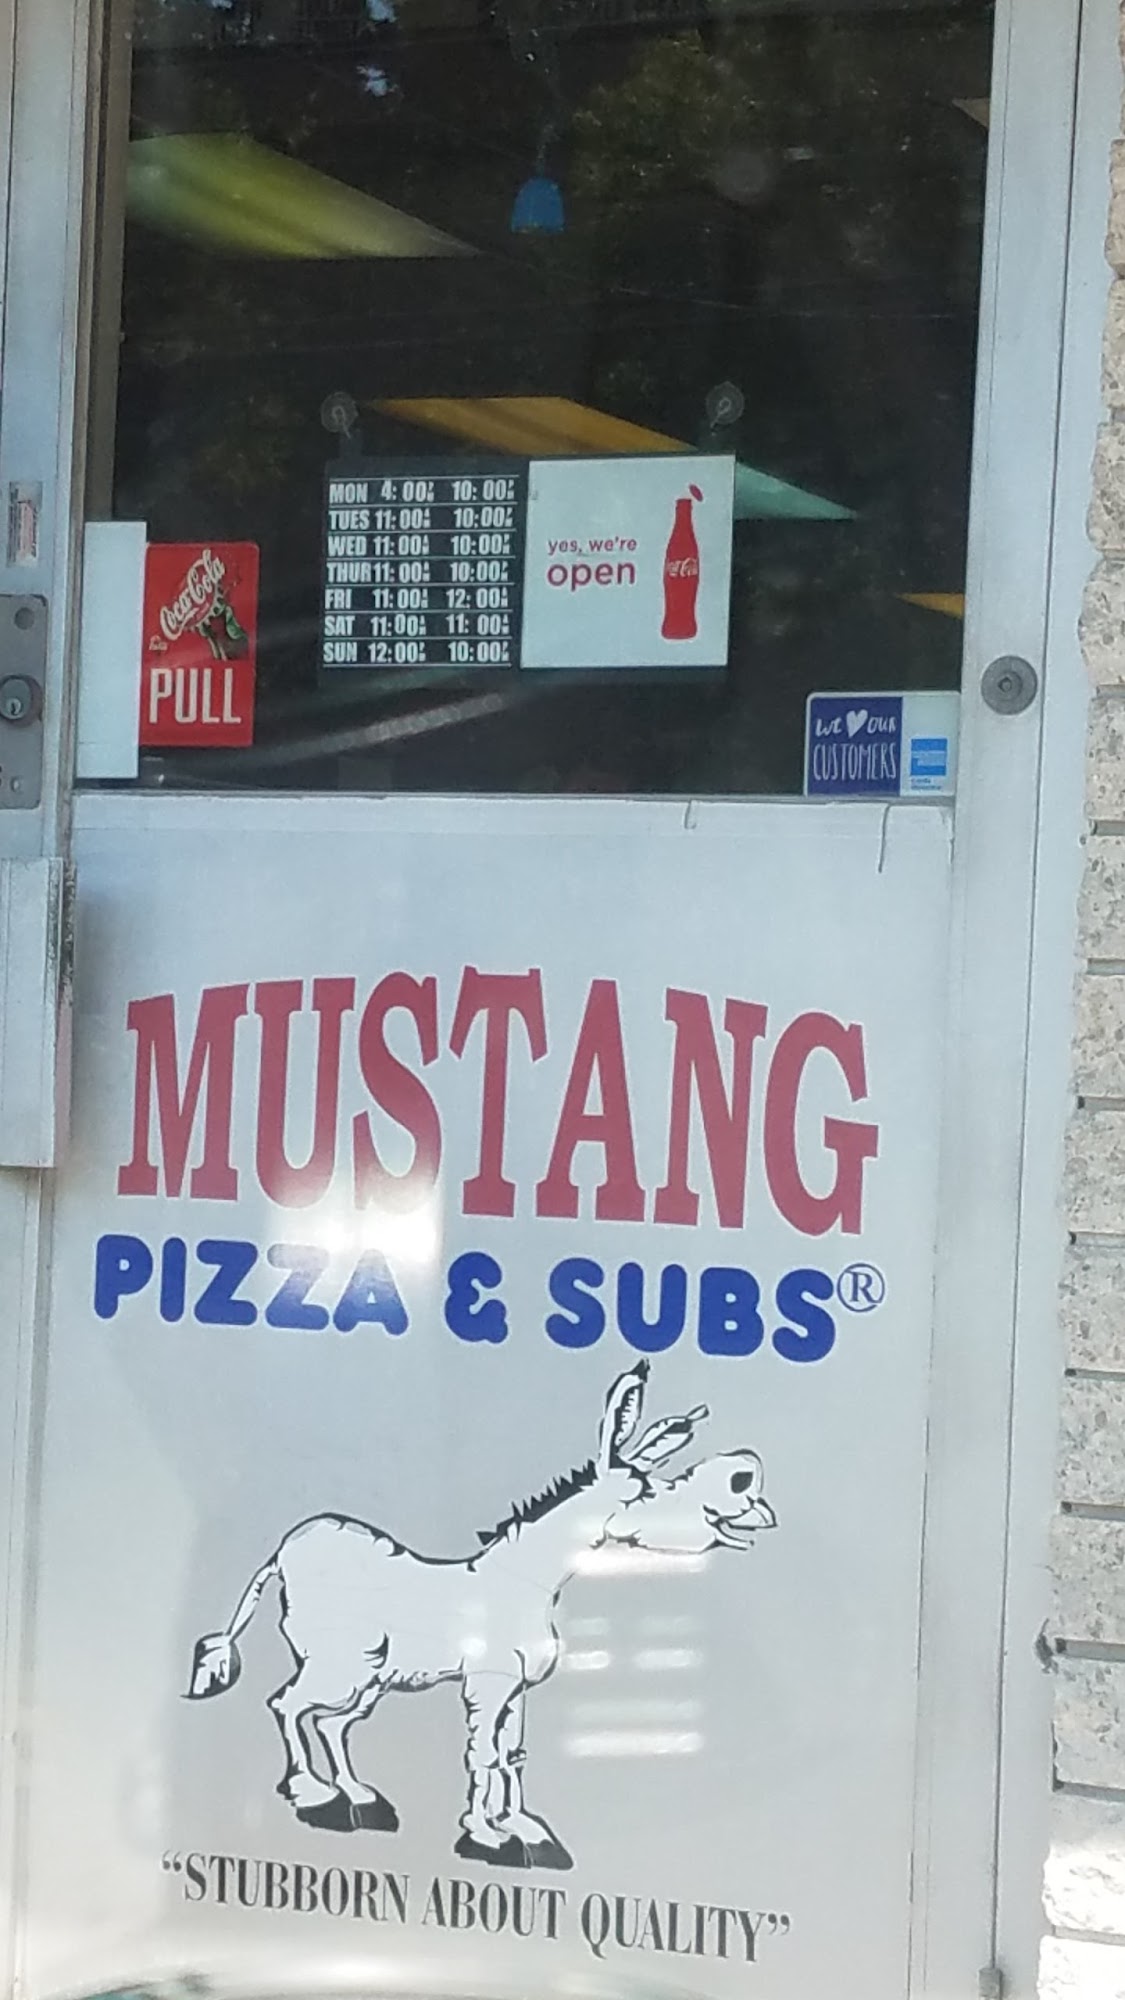 MON 4:00 P M 10:00 P M
TUES 11:00 A M 10:00 P M
WED 11:00 A M 10:00 P M
THUR 11:00 A M 10:00 P M
FRI 11:00 A M 12:00 A M
SAT 11:00 A M 11:00
SUN 12:00 P M 10:00 P M
yes, we're
open
Coca-Cola
Coca-Cola
PULL
WE ♥ OUR
CUSTOMERS
MUSTANG
PIZZA & SUBS®
"STUBBORN ABOUT QUALITY"